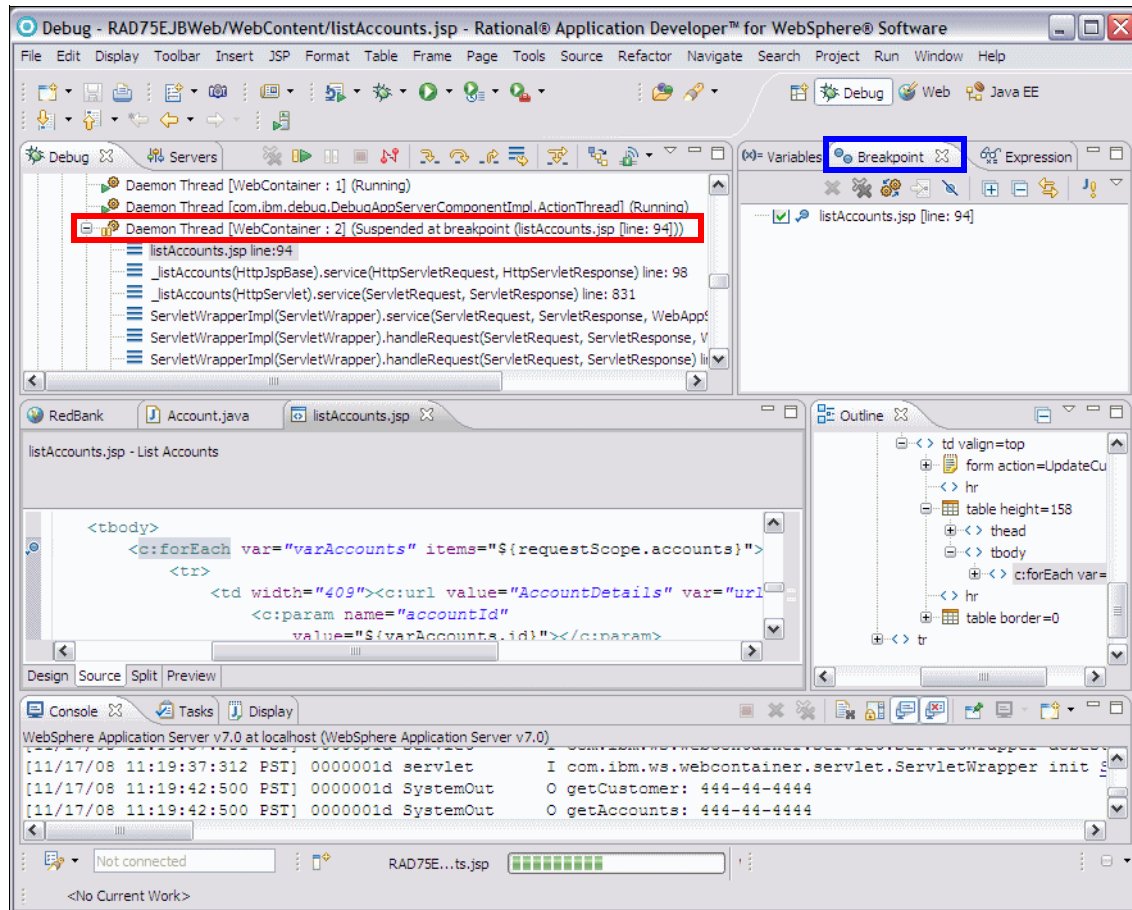 Debug - RAD75EJBWeb/WebContent/listAccounts.jsp - Rational® Application Developer™ for WebSphere® Software
File Edit Display Toolbar Insert JSP Format Table Frame Page Tools Source Refactor Navigate Search Project Run Window Help
Debug Web Java EE
Debug Servers
Daemon Thread [WebContainer : 1] (Running)
Daemon Thread [com.ibm.debug.DebugAppServerComponentImpl.ActionThread] (Running)
Daemon Thread [WebContainer : 2] (Suspended at breakpoint (listAccounts.jsp [line: 94]))
listAccounts.jsp line:94
_listAccounts(HttpJspBase).service(HttpServletRequest, HttpServletResponse) line: 98
_listAccounts(HttpServlet).service(ServletRequest, ServletResponse) line: 831
ServletWrapperImpl(ServletWrapper).service(ServletRequest, ServletResponse, WebApp
ServletWrapperImpl(ServletWrapper).handleRequest(ServletRequest, ServletResponse,
ServletWrapperImpl(ServletWrapper).handleRequest(ServletRequest, ServletResponse)
(x)= Variables Breakpoint Expression
listAccounts.jsp [line: 94]
RedBank Account.java listAccounts.jsp
listAccounts.jsp - List Accounts
<tbody>
<c:forEach var="varAccounts" items="${requestScope.accounts}">
<tr>
<td width="409"><c:url value="AccountDetails" var="url
<c:param name="accountId"
value="${varAccounts.id}"></c:param>
Design Source Split Preview
Outline
td valign=top
form action=UpdateCu
hr
table height=158
thead
tbody
c:forEach var=
hr
table border=0
tr
Console Tasks Display
WebSphere Application Server v7.0 at localhost (WebSphere Application Server v7.0)
[11/17/08 11:19:37:312 PST] 0000001d servlet I com.ibm.ws.webcontainer.servlet.ServletWrapper init S
[11/17/08 11:19:42:500 PST] 0000001d SystemOut O getCustomer: 444-44-4444
[11/17/08 11:19:42:500 PST] 0000001d SystemOut O getAccounts: 444-44-4444
Not connected
RAD75E...ts.jsp
<No Current Work>